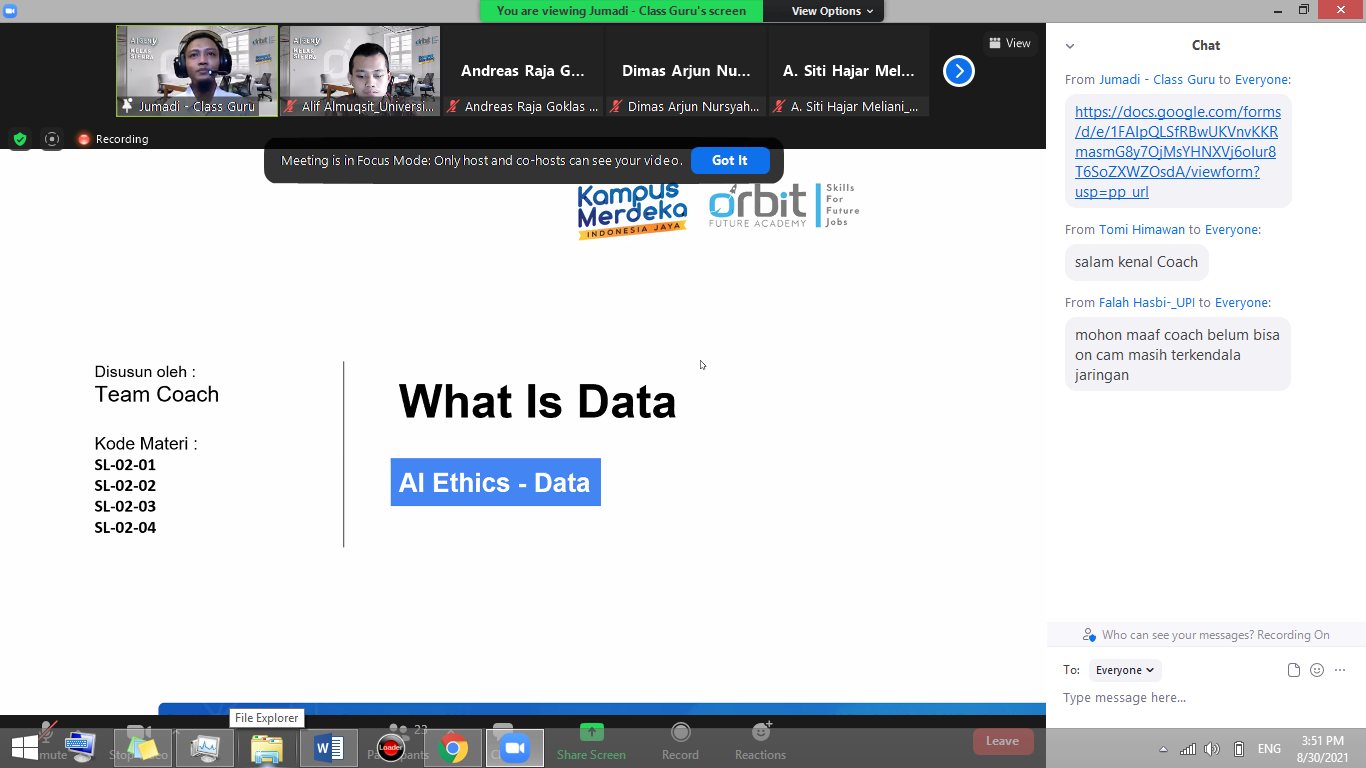 You are viewing Jumadi - Class Guru's screen
View Options
Jumadi - Class Guru
Alif Almuqsit_Universi...
Andreas Raja G...
Andreas Raja Goklas ...
Dimas Arjun Nu...
Dimas Arjun Nursyah...
A. Siti Hajar Mel...
A. Siti Hajar Meliani_...
View
Recording
Meeting is in Focus Mode: Only host and co-hosts can see your video.
Got It
Kampus
Merdeka
INDONESIA JAYA
orbit
FUTURE ACADEMY
Skills
For
Future
Jobs
Disusun oleh :
Team Coach
Kode Materi :
SL-02-01
SL-02-02
SL-02-03
SL-02-04
What Is Data
AI Ethics - Data
Chat
From Jumadi - Class Guru to Everyone:
https://docs.google.com/forms
/d/e/1FAIpQLSfRBwUKVnvKKR
masmG8y7OjMsYHNXVj6oIur8
T6SoZXWZOsdA/viewform?
usp=pp_url
From Tomi Himawan to Everyone:
salam kenal Coach
From Falah Hasbi-_UPI to Everyone:
mohon maaf coach belum bisa
on cam masih terkendala
jaringan
Who can see your messages? Recording On
To:
Everyone
Type message here...
File Explorer
23
Share Screen
Record
Reactions
Leave
Loader
ENG
3:51 PM
8/30/2021